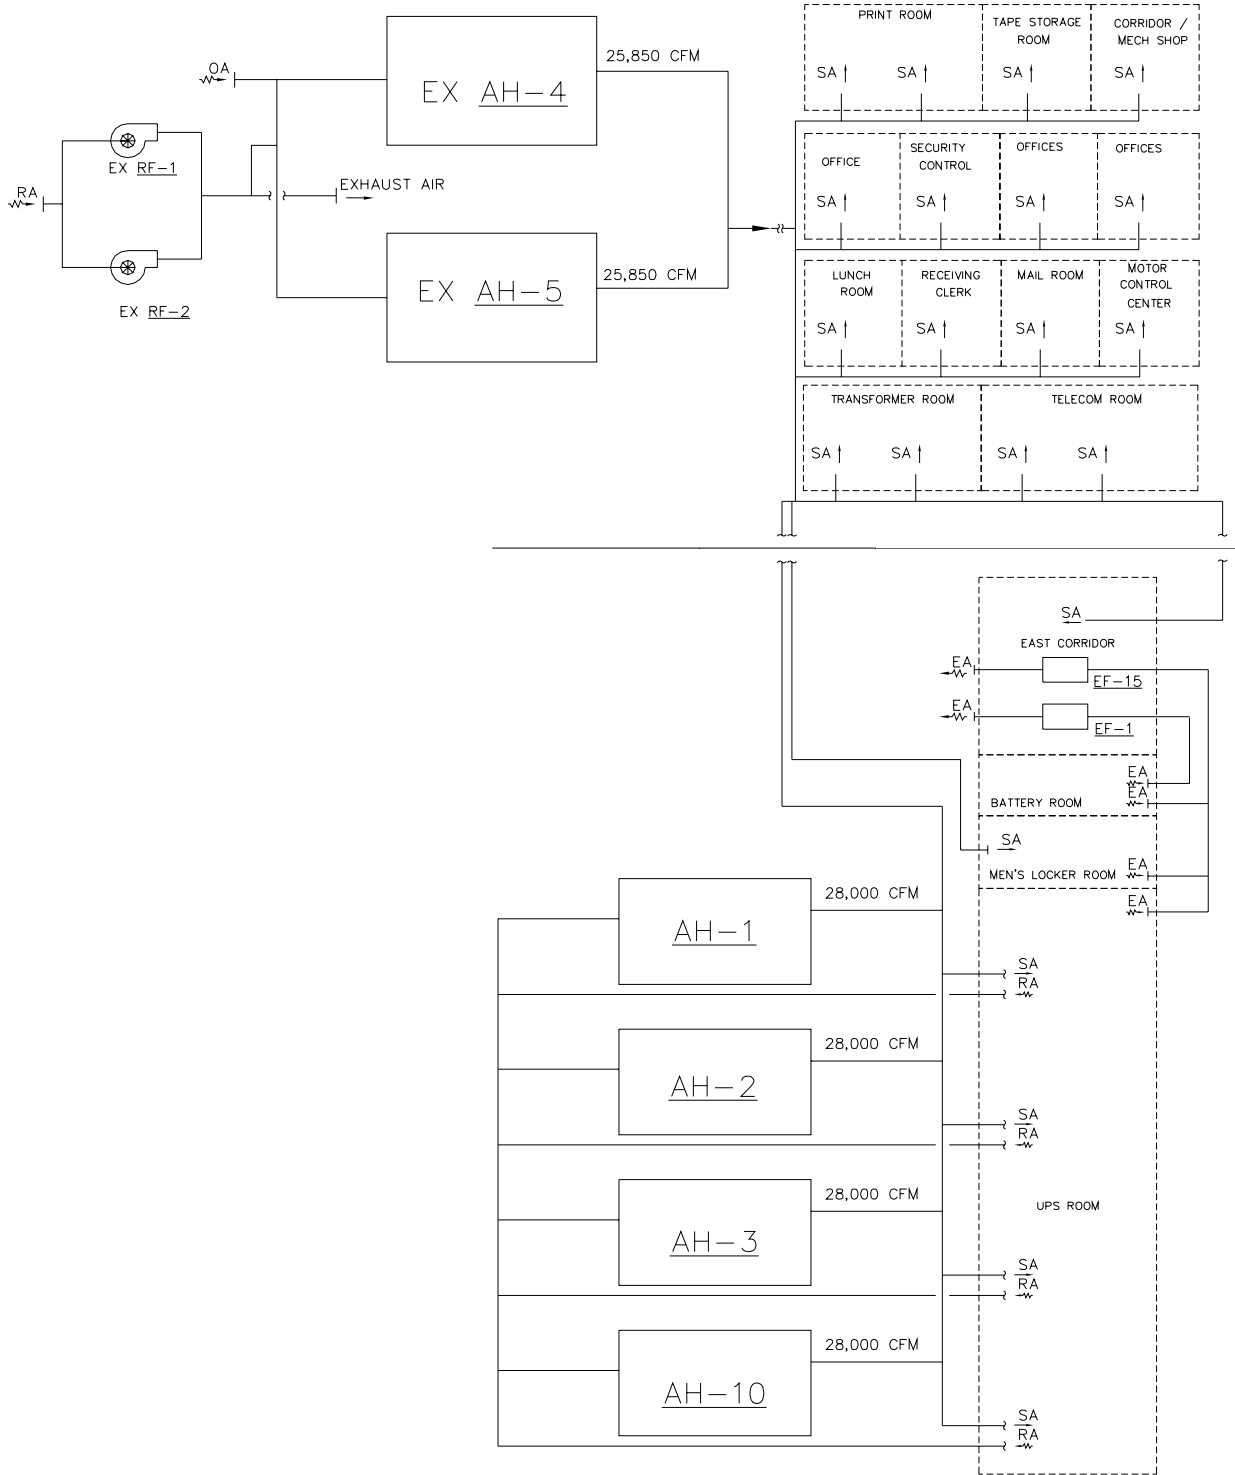 OA
25,850 CFM
EX AH-4
EX RF-1
RA
EXHAUST AIR
EX RF-2
EX AH-5
25,850 CFM
PRINT ROOM
SA
SA
TAPE STORAGE
ROOM
SA
CORRIDOR /
MECH SHOP
SA
OFFICE
SA
SECURITY
CONTROL
SA
OFFICES
SA
OFFICES
SA
LUNCH
ROOM
SA
RECEIVING
CLERK
SA
MAIL ROOM
SA
MOTOR
CONTROL
CENTER
SA
TRANSFORMER ROOM
SA
SA
TELECOM ROOM
SA
SA
SA
EAST CORRIDOR
EA
EF-15
EA
EF-1
EA
EA
BATTERY ROOM
SA
EA
MEN'S LOCKER ROOM
EA
28,000 CFM
AH-1
SA
RA
28,000 CFM
AH-2
SA
RA
UPS ROOM
28,000 CFM
AH-3
SA
RA
28,000 CFM
AH-10
SA
RA